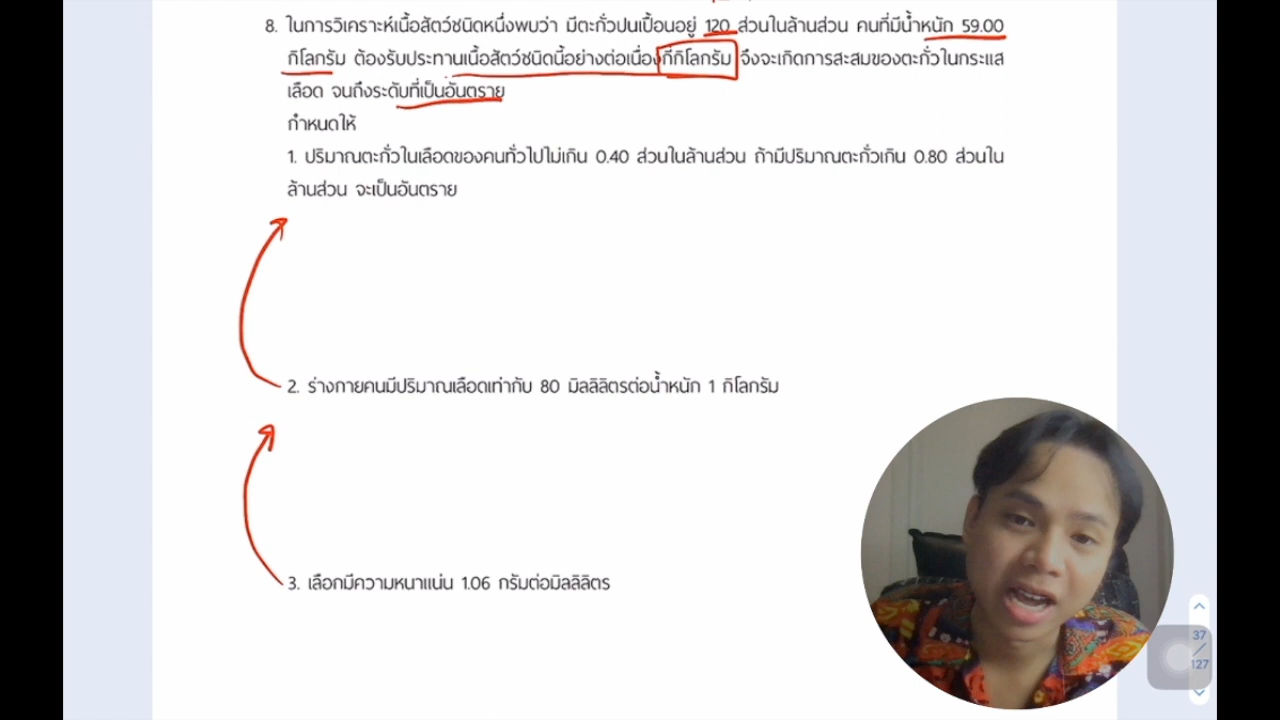 8. ในการวิเคราะห์เนื้อสัตว์ชนิดหนึ่งพบว่า มีตะกั่วปนเปื้อนอยู่ 120 ส่วนในล้านส่วน คนที่มีน้ำหนัก 59.00
กิโลกรัม ต้องรับประทานเนื้อสัตว์ชนิดนี้อย่างต่อเนื่องกี่กิโลกรัม จึงจะเกิดการสะสมของตะกั่วในกระแส
เลือด จนถึงระดับที่เป็นอันตราย
กำหนดให้
1. ปริมาณตะกั่วในเลือดของคนทั่วไปไม่เกิน 0.40 ส่วนในล้านส่วน ถ้ามีปริมาณตะกั่วเกิน 0.80 ส่วนใน
ล้านส่วน จะเป็นอันตราย
2. ร่างกายคนมีปริมาณเลือดเท่ากับ 80 มิลลิลิตรต่อน้ำหนัก 1 กิโลกรัม
3. เลือกมีความหนาแน่น 1.06 กรัมต่อมิลลิลิตร
37
127